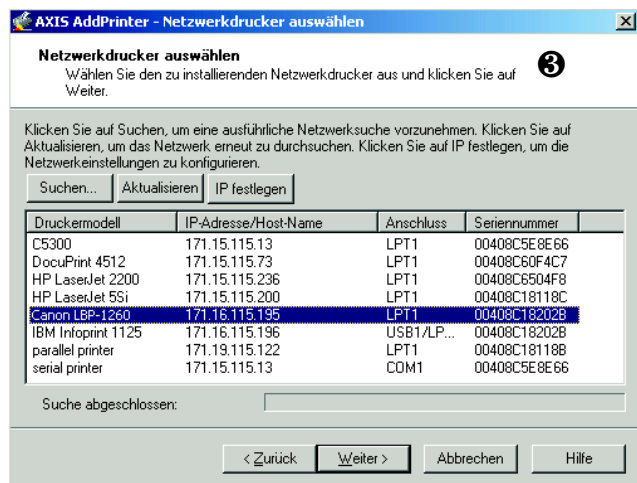 AXIS AddPrinter - Netzwerkdrucker auswählen
Netzwerkdrucker auswählen
Wählen Sie den zu installierenden Netzwerkdrucker aus und klicken Sie auf
Weiter.
❸
Klicken Sie auf Suchen, um eine ausführliche Netzwerksuche vorzunehmen. Klicken Sie auf
Aktualisieren, um das Netzwerk erneut zu durchsuchen. Klicken Sie auf IP festlegen, um die
Netzwerkeinstellungen zu konfigurieren.
Suchen... Aktualisieren IP festlegen
Druckermodell IP-Adresse/Host-Name Anschluss Seriennummer
C5300 171.15.115.13 LPT1 00408C5E8E66
DocuPrint 4512 171.15.115.73 LPT1 00408C60F4C7
HP LaserJet 2200 171.15.115.236 LPT1 00408C6504F8
HP LaserJet 5Si 171.15.115.200 LPT1 00408C18118C
Canon LBP-1260 171.16.115.195 LPT1 00408C18202B
IBM Infoprint 1125 171.16.115.196 USB1/LP... 00408C18202B
parallel printer 171.19.115.122 LPT1 00408C18118B
serial printer 171.15.115.13 COM1 00408C5E8E66
Suche abgeschlossen:
< Zurück Weiter > Abbrechen Hilfe